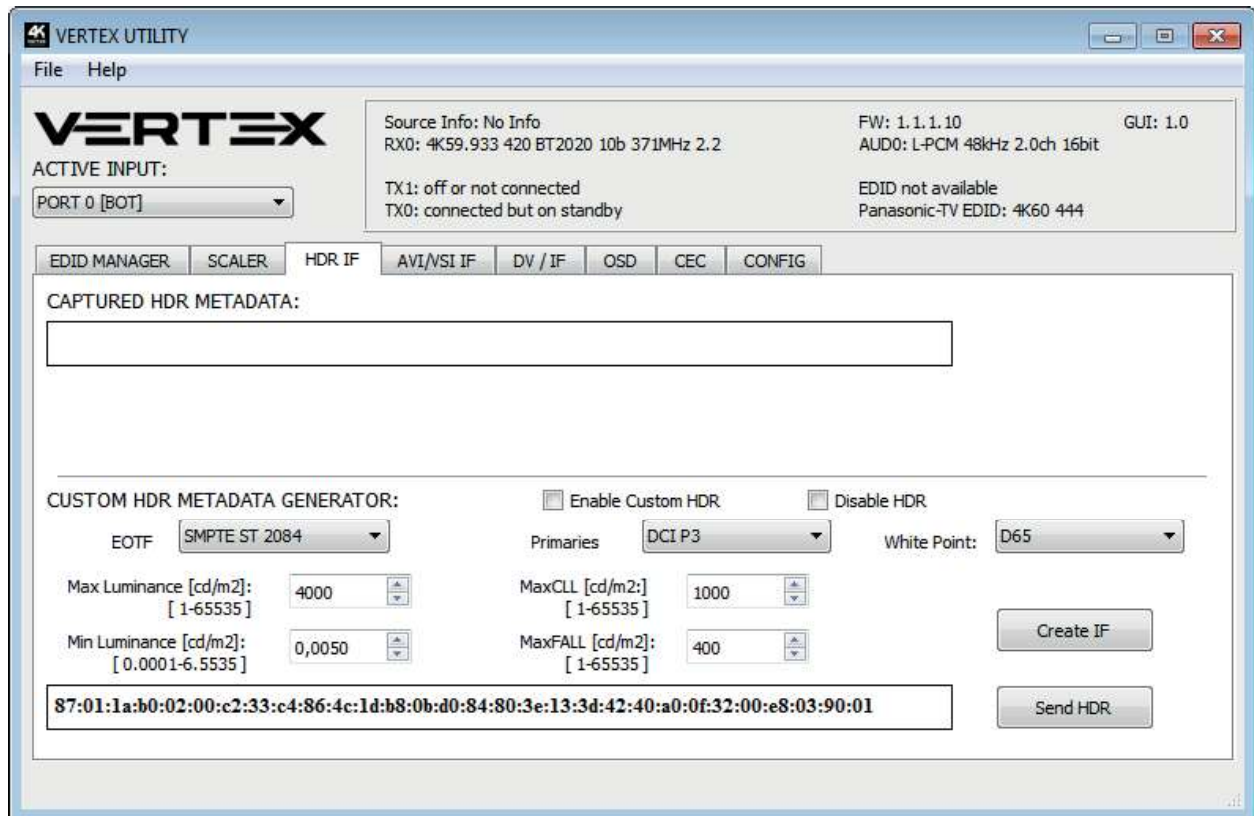 4K VERTEX UTILITY
File Help
VERTEX
Source Info: No Info FW: 1.1.1.10 GUI: 1.0
RX0: 4K59.933 420 BT2020 10b 371MHz 2.2 AUD0: L-PCM 48kHz 2.0ch 16bit
ACTIVE INPUT:
PORT 0 [BOT]
TX1: off or not connected EDID not available
TX0: connected but on standby Panasonic-TV EDID: 4K60 444
EDID MANAGER SCALER HDR IF AVI/VSI IF DV / IF OSD CEC CONFIG
CAPTURED HDR METADATA:
CUSTOM HDR METADATA GENERATOR: Enable Custom HDR Disable HDR
EOTF SMPTE ST 2084 Primaries DCI P3 White Point: D65
Max Luminance [cd/m2]: 4000 MaxCLL [cd/m2:] 1000
[ 1-65535 ] [ 1-65535 ]
Min Luminance [cd/m2]: 0,0050 MaxFALL [cd/m2]: 400
[ 0.0001-6.5535 ] [ 1-65535 ]
Create IF
87:01:1a:b0:02:00:c2:33:c4:86:4c:1d:b8:0b:d0:84:80:3e:13:3d:42:40:a0:0f:32:00:e8:03:90:01
Send HDR